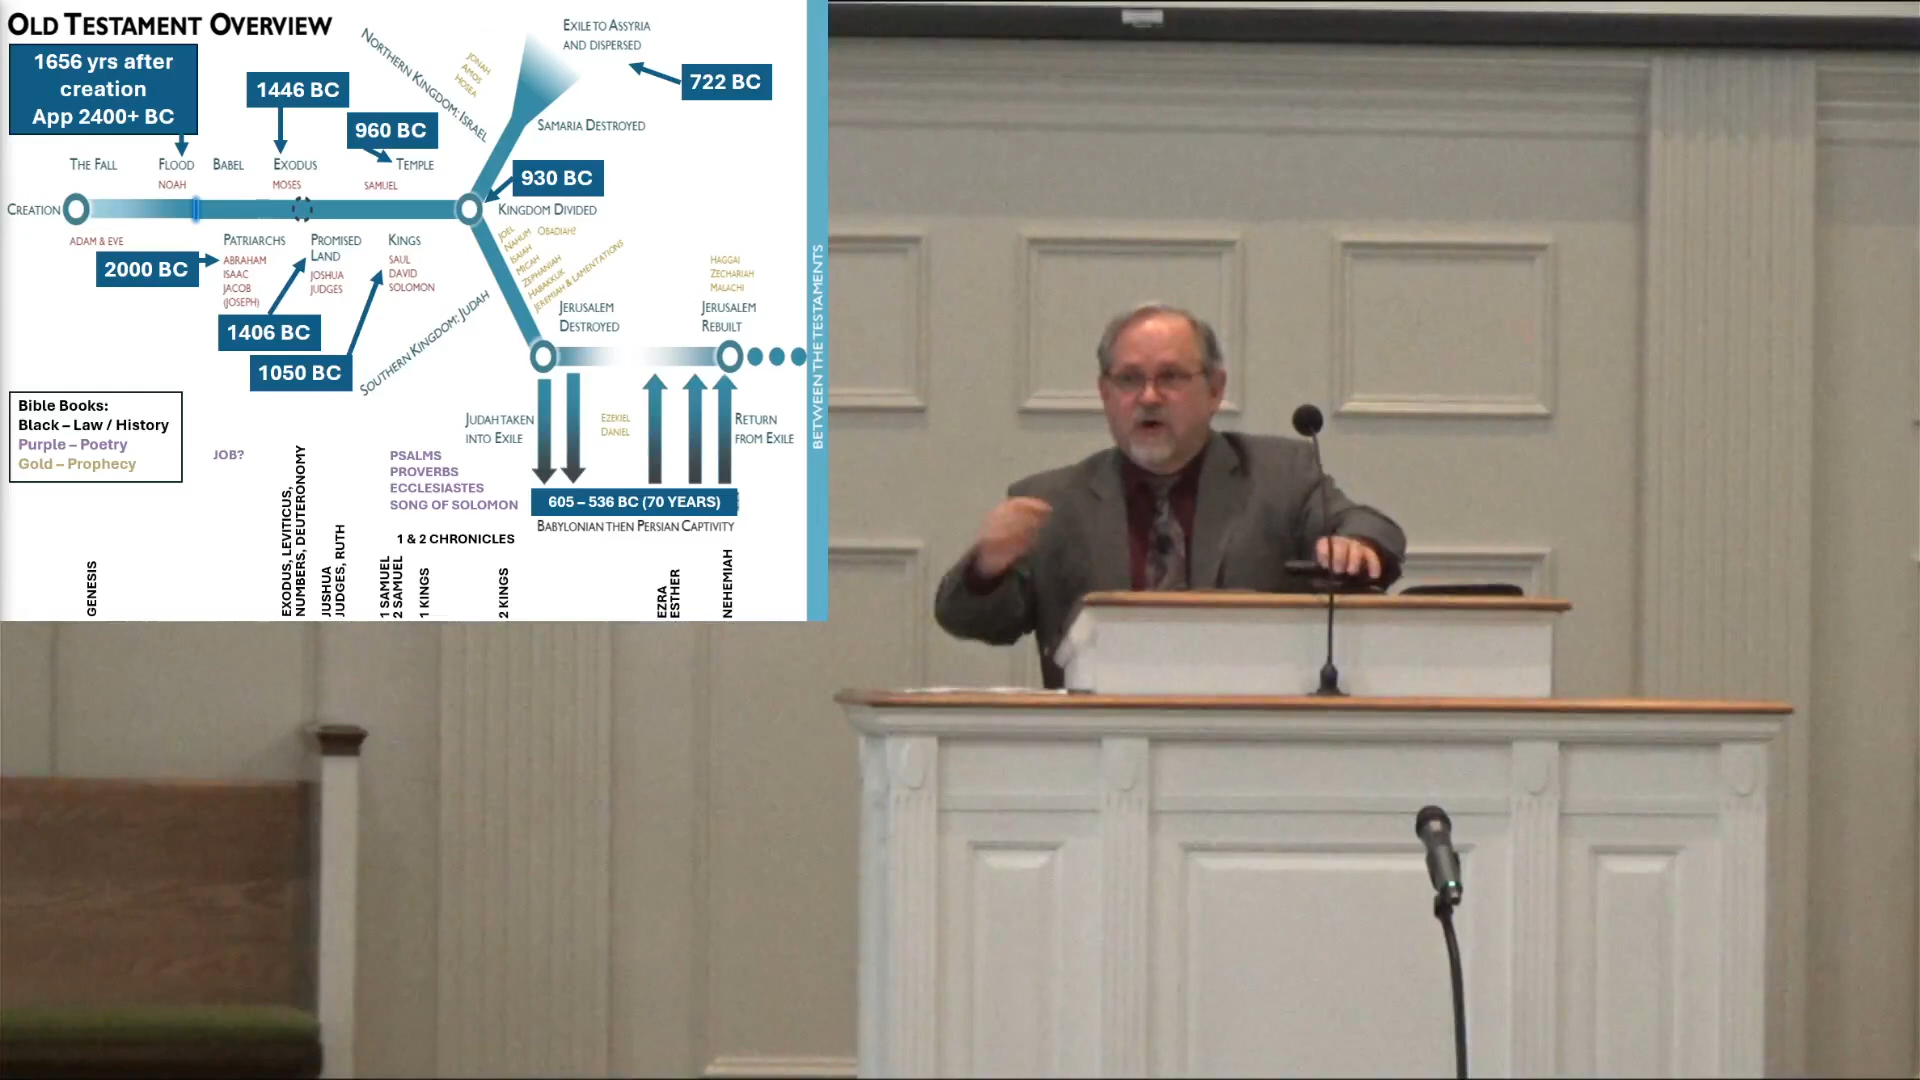 OLD TESTAMENT OVERVIEW
1656 yrs after
creation
App 2400+ BC
1446 BC
960 BC
NORTHERN KINGDOM: ISRAEL
JONAH
AMOS
HOSEA
EXILE TO ASSYRIA
AND DISPERSED
722 BC
SAMARIA DESTROYED
930 BC
THE FALL
FLOOD
BABEL
EXODUS
TEMPLE
NOAH
MOSES
SAMUEL
CREATION
KINGDOM DIVIDED
ADAM & EVE
2000 BC
PATRIARCHS
ABRAHAM
ISAAC
JACOB
(JOSEPH)
PROMISED
LAND
JOSHUA
JUDGES
KINGS
SAUL
DAVID
SOLOMON
1406 BC
1050 BC
SOUTHERN KINGDOM: JUDAH
JOEL
OBADIAH?
NAHUM
ISAIAH
MICAH
ZEPHANIAH
HABAKKUK
JEREMIAH & LAMENTATIONS
JERUSALEM
DESTROYED
HAGGAI
ZECHARIAH
MALACHI
JERUSALEM
REBUILT
BETWEEN THE TESTAMENTS
JUDAH TAKEN
INTO EXILE
EZEKIEL
DANIEL
RETURN
FROM EXILE
605 – 536 BC (70 YEARS)
BABYLONIAN THEN PERSIAN CAPTIVITY
Bible Books:
Black – Law / History
Purple – Poetry
Gold – Prophecy
JOB?
PSALMS
PROVERBS
ECCLESIASTES
SONG OF SOLOMON
1 & 2 CHRONICLES
GENESIS
EXODUS, LEVITICUS,
NUMBERS, DEUTERONOMY
JUSHUA
JUDGES, RUTH
1 SAMUEL
2 SAMUEL
1 KINGS
2 KINGS
EZRA
ESTHER
NEHEMIAH